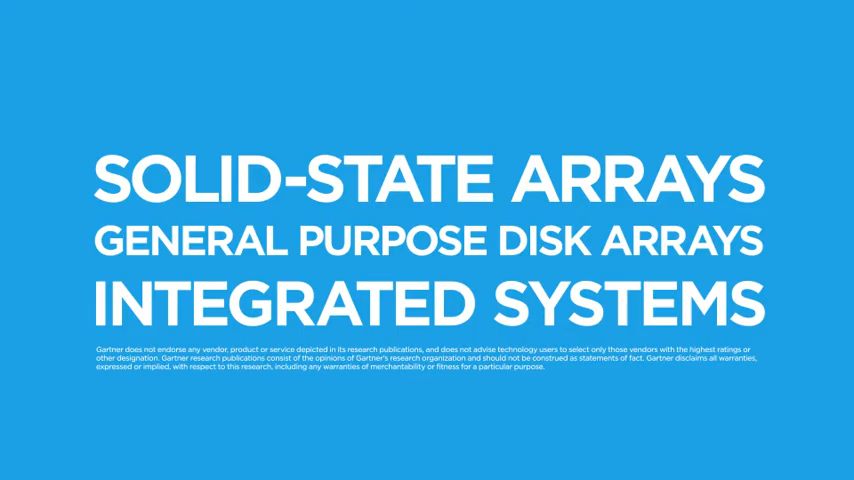 SOLID-STATE ARRAYS
GENERAL PURPOSE DISK ARRAYS
INTEGRATED SYSTEMS
Gartner does not endorse any vendor, product or service depicted in its research publications, and does not advise technology users to select only those vendors with the highest ratings or
other designation. Gartner research publications consist of the opinions of Gartner's research organization and should not be construed as statements of fact. Gartner disclaims all warranties,
expressed or implied, with respect to this research, including any warranties of merchantability or fitness for a particular purpose.